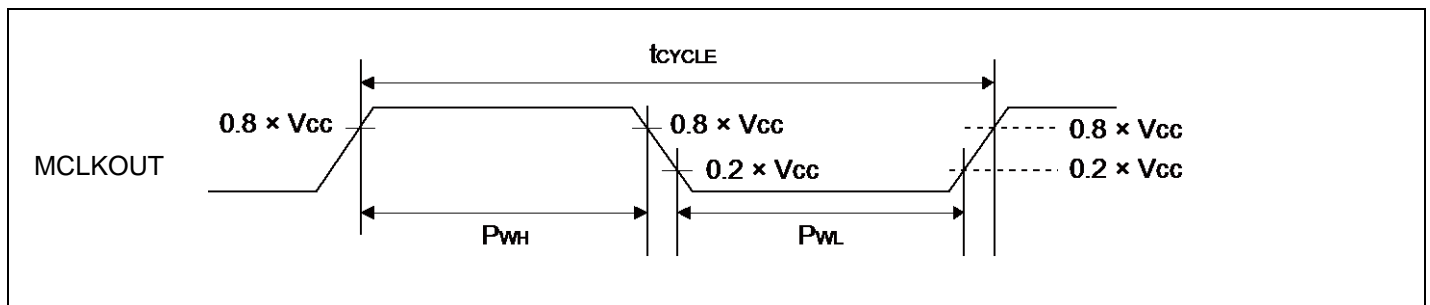 tCYCLE
0.8 × Vcc
0.8 × Vcc
0.8 × Vcc
MCLKOUT
0.2 × Vcc
0.2 × Vcc
PWH
PWL